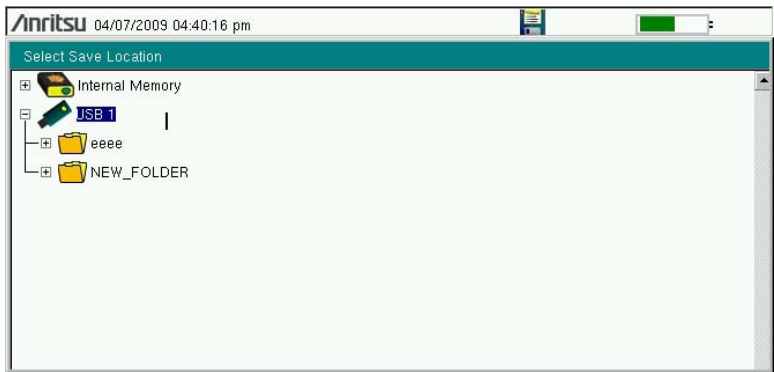 Anritsu 04/07/2009 04:40:16 pm
Select Save Location
Internal Memory
USB 1
eeee
NEW_FOLDER